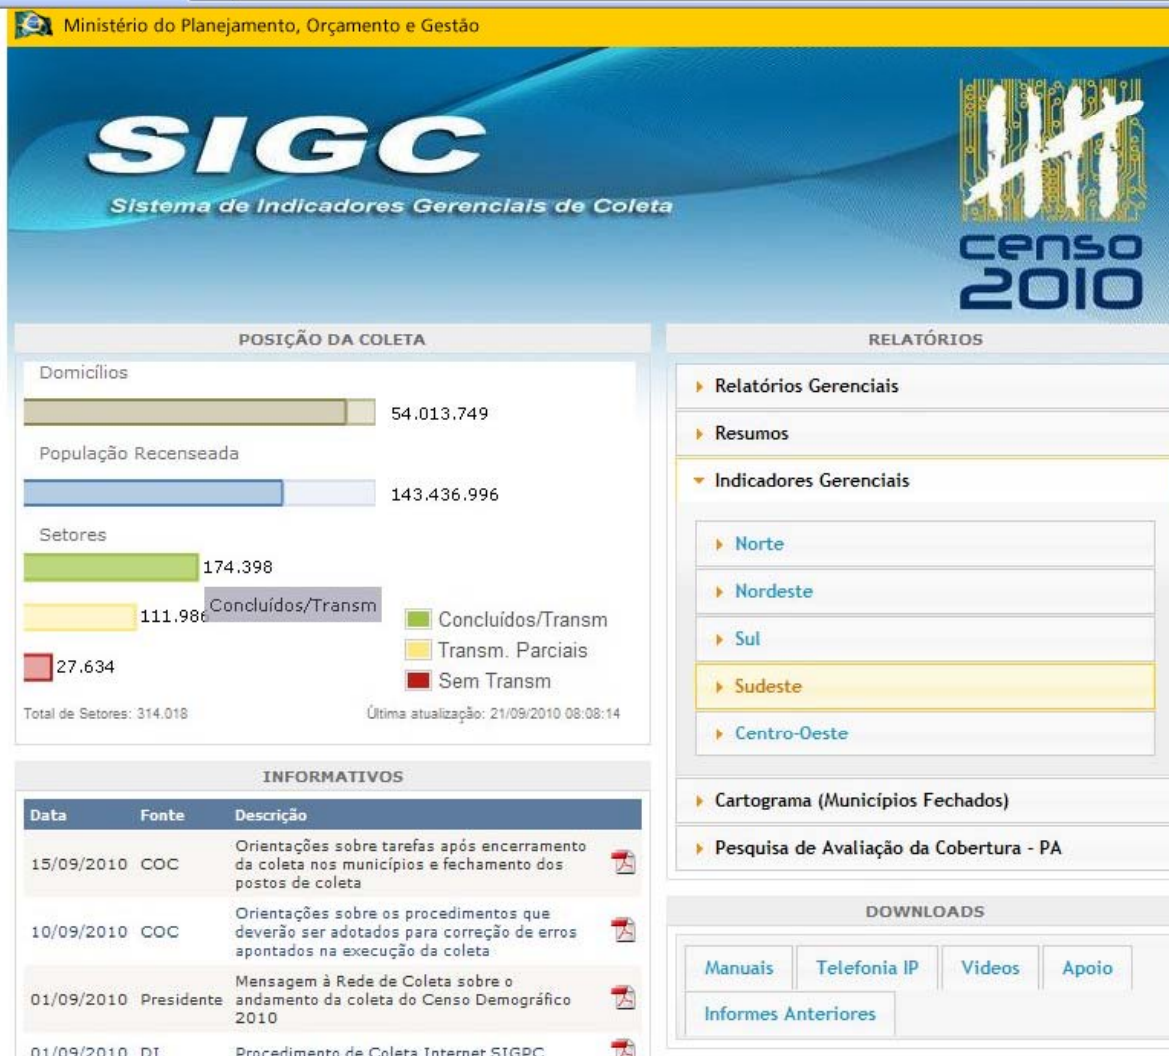 Ministério do Planejamento, Orçamento e Gestão
SIGC
Sistema de Indicadores Gerenciais de Coleta
censo
2010
POSIÇÃO DA COLETA
Domicílios
54.013.749
População Recenseada
143.436.996
Setores
174.398
111.986
Concluídos/Transm
27.634
Concluídos/Transm
Transm. Parciais
Sem Transm
Total de Setores: 314.018
Última atualização: 21/09/2010 08:08:14
INFORMATIVOS
Data Fonte Descrição
15/09/2010 COC Orientações sobre tarefas após encerramento
da coleta nos municípios e fechamento dos
postos de coleta
10/09/2010 COC Orientações sobre os procedimentos que
deverão ser adotados para correção de erros
apontados na execução da coleta
01/09/2010 Presidente Mensagem à Rede de Coleta sobre o
andamento da coleta do Censo Demográfico
2010
01/09/2010 DI Procedimento de Coleta Internet SIGPC
RELATÓRIOS
Relatórios Gerenciais
Resumos
Indicadores Gerenciais
Norte
Nordeste
Sul
Sudeste
Centro-Oeste
Cartograma (Municípios Fechados)
Pesquisa de Avaliação da Cobertura - PA
DOWNLOADS
Manuais Telefonia IP Videos Apoio
Informes Anteriores